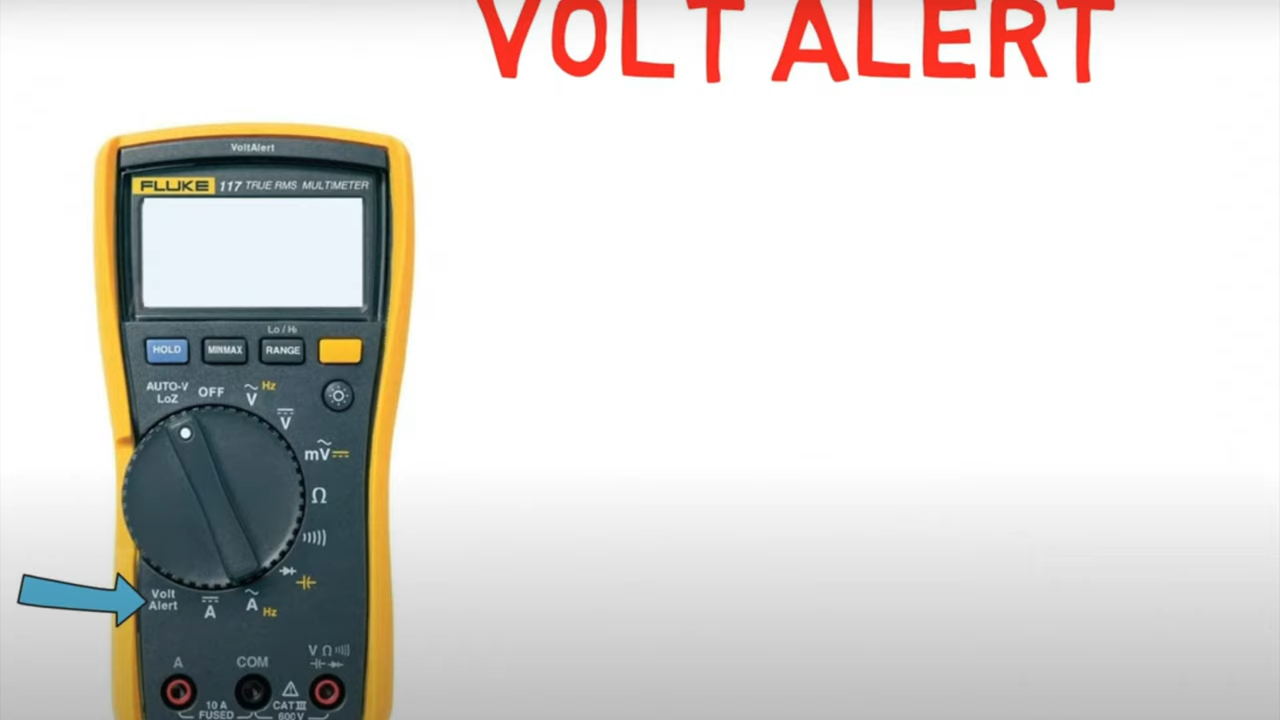 VOLT ALERT
VoltAlert
FLUKE 117 TRUE RMS MULTIMETER
Lo / Hi
HOLD MINMAX RANGE
AUTO-V LoZ
OFF
V Hz
V
mV
Ω
Volt Alert
A
A Hz
A COM V Ω
10 A FUSED
CAT III 600V